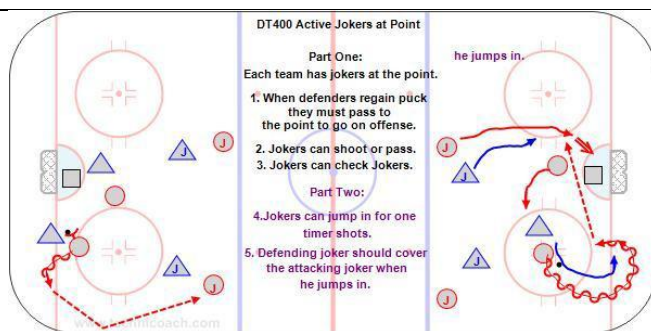 DT400 Active Jokers at Point
Part One:
Each team has jokers at the point.
1. When defenders regain puck
they must pass to
the point to go on offense.
2. Jokers can shoot or pass.
3. Jokers can check Jokers.
Part Two:
4.Jokers can jump in for one
timer shots.
5. Defending joker should cover
the attacking joker when
he jumps in.
he jumps in.
J
J
J
J
J
J
J
J